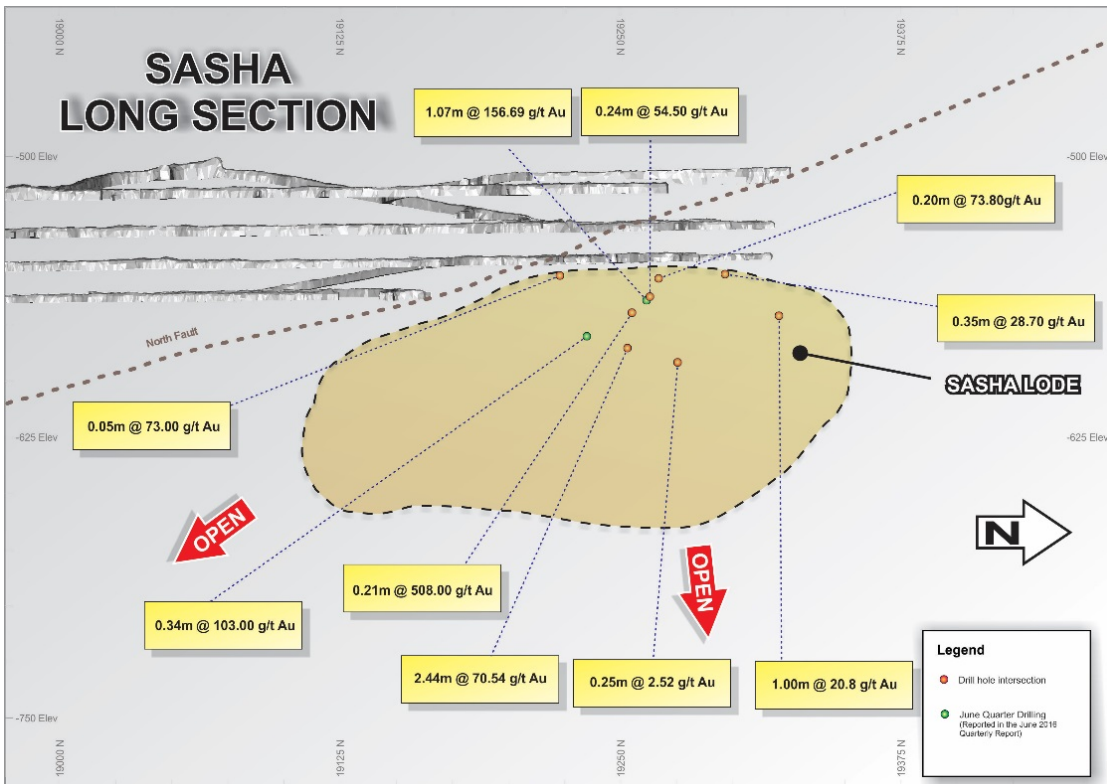 19000 N
19125 N
19250 N
19375 N
SASHA
LONG SECTION
1.07m @ 156.69 g/t Au
0.24m @ 54.50 g/t Au
-500 Elev
-500 Elev
0.20m @ 73.80g/t Au
0.35m @ 28.70 g/t Au
North Fault
SASHA LODE
0.05m @ 73.00 g/t Au
-625 Elev
-625 Elev
OPEN
N
0.21m @ 508.00 g/t Au
OPEN
0.34m @ 103.00 g/t Au
2.44m @ 70.54 g/t Au
0.25m @ 2.52 g/t Au
1.00m @ 20.8 g/t Au
Legend
Drill hole intersection
June Quarter Drilling
(Reported in the June 2016
Quarterly Report)
-750 Elev
-750 Elev
19000 N
19125 N
19250 N
19375 N